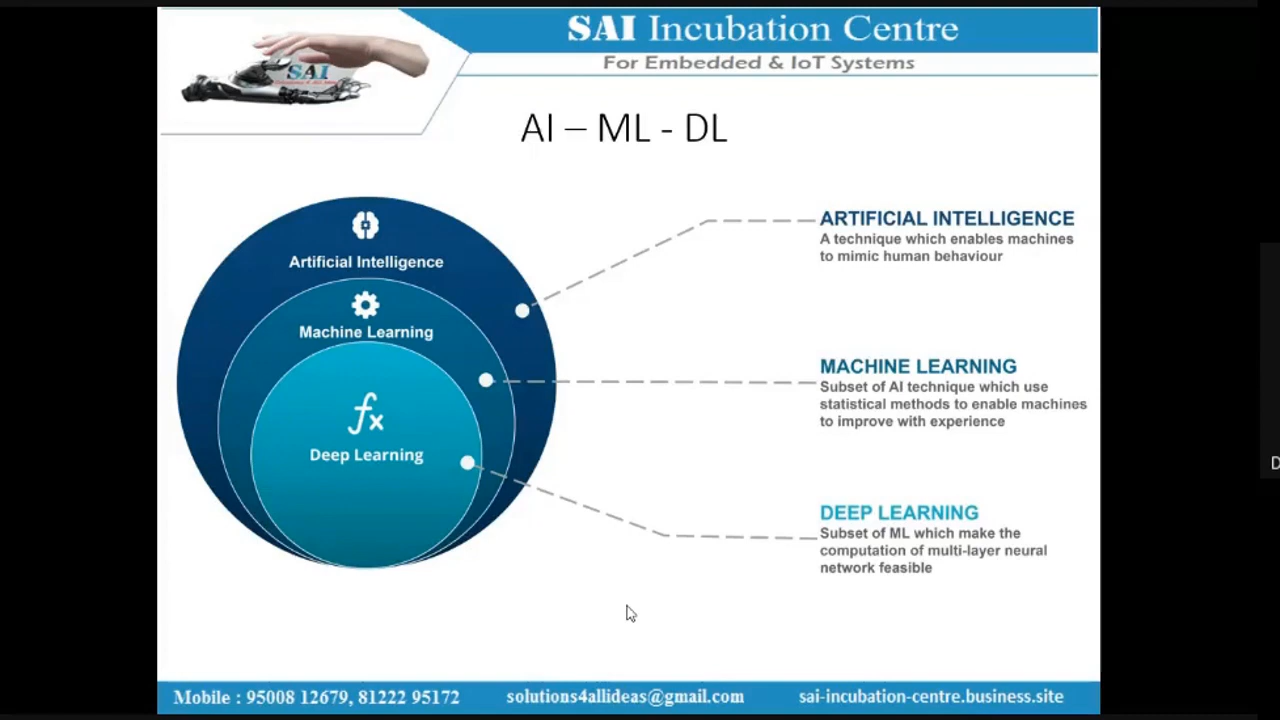 SAI Incubation Centre
For Embedded & IoT Systems
SAI
AI – ML - DL
Artificial Intelligence
Machine Learning
fx
Deep Learning
ARTIFICIAL INTELLIGENCE
A technique which enables machines
to mimic human behaviour
MACHINE LEARNING
Subset of AI technique which use
statistical methods to enable machines
to improve with experience
DEEP LEARNING
Subset of ML which make the
computation of multi-layer neural
network feasible
D
Mobile : 95008 12679, 81222 95172
solutions4allideas@gmail.com
sai-incubation-centre.business.site